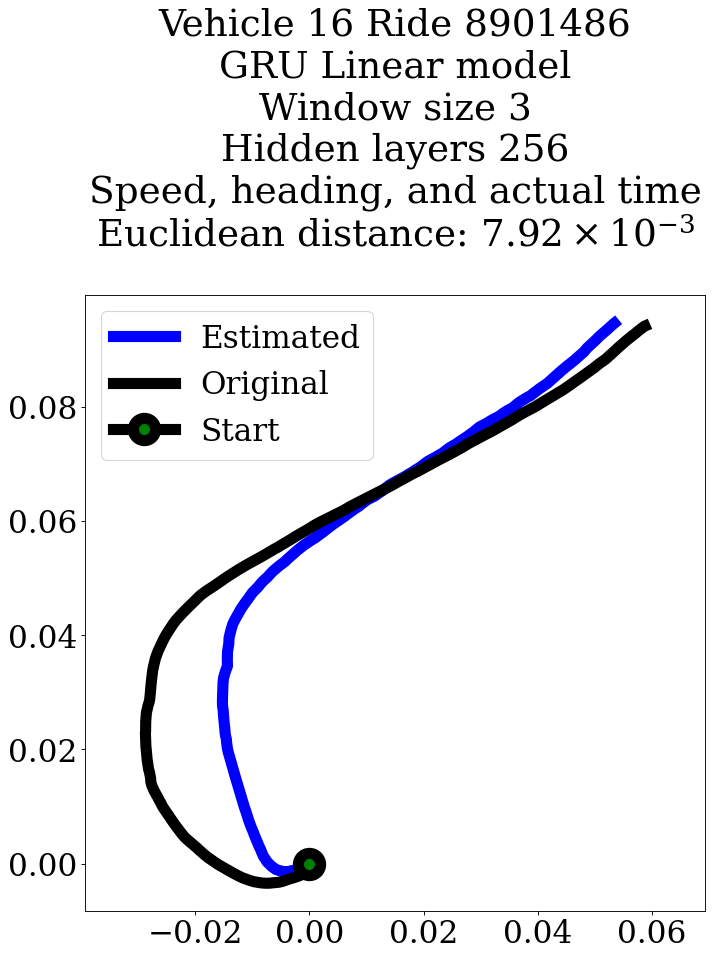 Vehicle 16 Ride 8901486
GRU Linear model
Window size 3
Hidden layers 256
Speed, heading, and actual time
Euclidean distance: 7.92 × 10⁻³
Estimated
Original
Start
0.08
0.06
0.04
0.02
0.00
−0.02 0.00 0.02 0.04 0.06